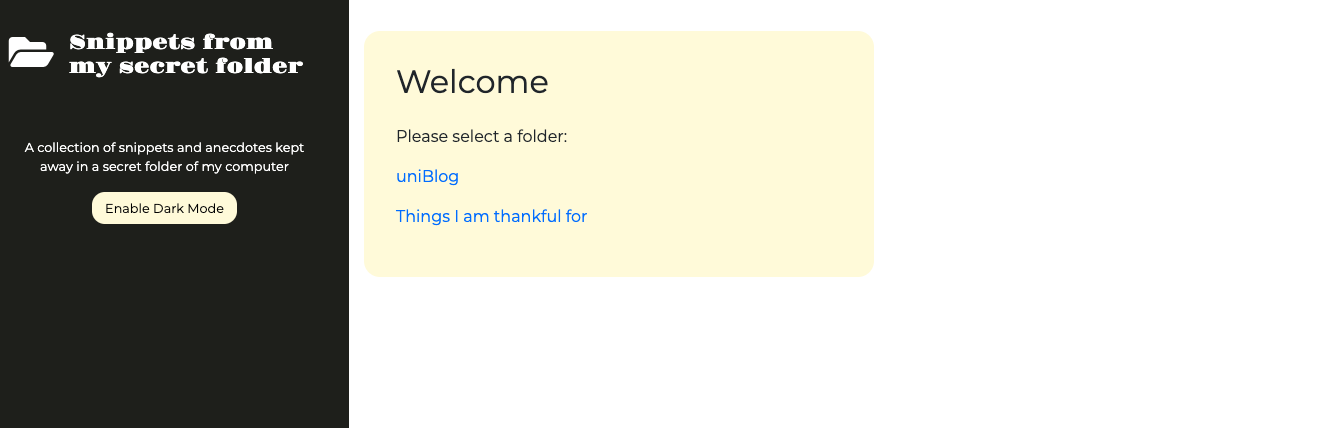 Snippets from
my secret folder
A collection of snippets and anecdotes kept
away in a secret folder of my computer
Enable Dark Mode
Welcome
Please select a folder:
uniBlog
Things I am thankful for